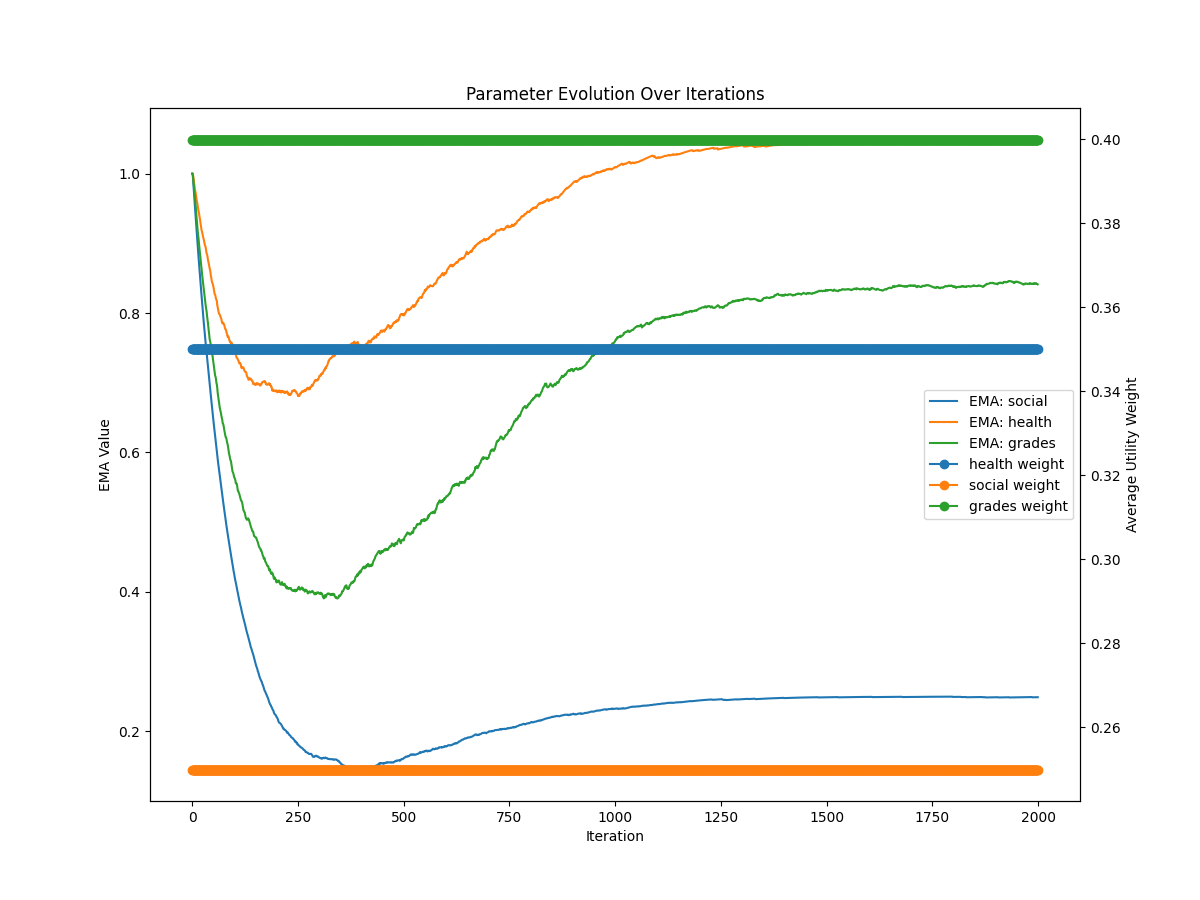 Parameter Evolution Over Iterations
1.0
0.8
0.6
0.4
0.2
EMA Value
0.40
0.38
0.36
0.34
0.32
0.30
0.28
0.26
Average Utility Weight
EMA: social
EMA: health
EMA: grades
health weight
social weight
grades weight
0 250 500 750 1000 1250 1500 1750 2000
Iteration